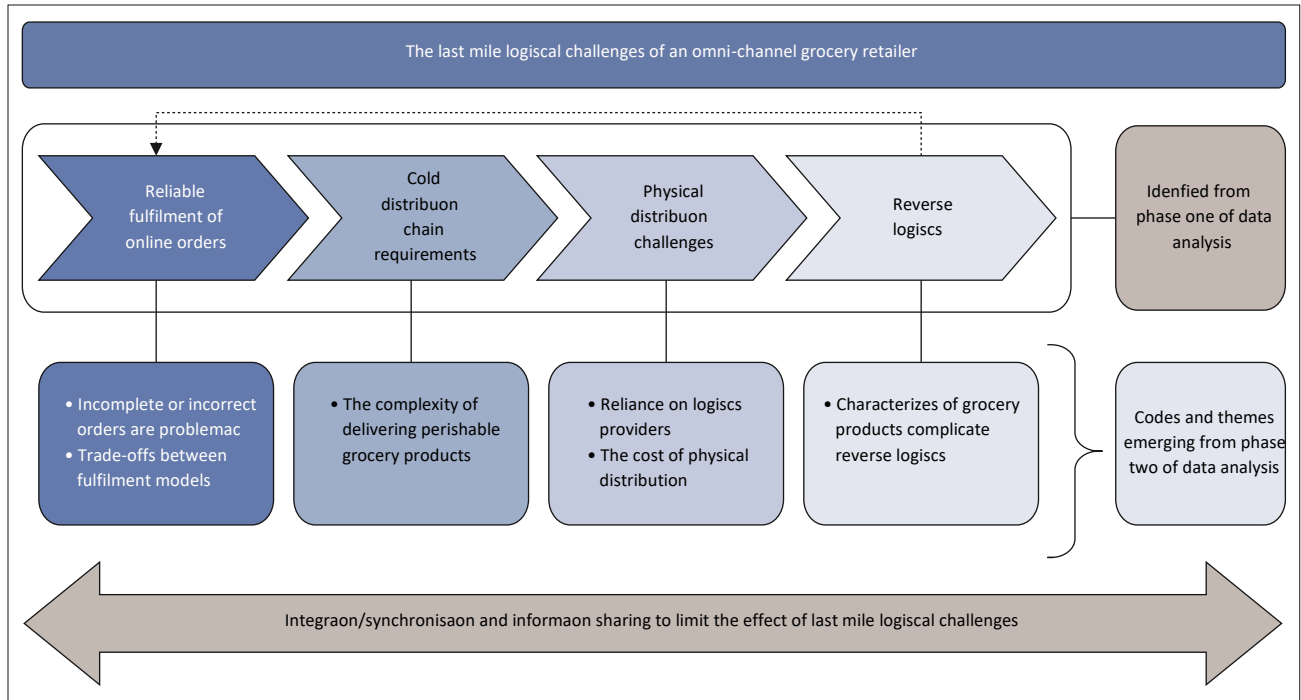 The last mile logiscal challenges of an omni-channel grocery retailer
Reliable
fulfilment of
online orders
Cold
distribuon
chain
requirements
Physical
distribuon
challenges
Reverse
logiscs
Idenfied from
phase one of data
analysis
• Incomplete or incorrect
orders are problemac
• Trade-offs between
fulfilment models
• The complexity of
delivering perishable
grocery products
• Reliance on logiscs
providers
• The cost of physical
distribution
• Characterizes of grocery
products complicate
reverse logiscs
Codes and themes
emerging from phase
two of data analysis
Integraon/synchronisaon and informaon sharing to limit the effect of last mile logiscal challenges